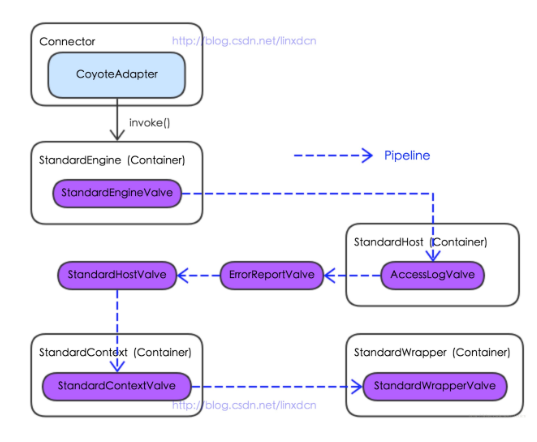 Connector
http://blog.csdn.net/linxdcn
CoyoteAdapter
invoke()
StandardEngine (Container)
Pipeline
StandardEngineValve
StandardHost (Container)
StandardHostValve
ErrorReportValve
AccessLogValve
StandardContext (Container)
StandardWrapper (Container)
StandardContextValve
StandardWrapperValve
http://blog.csdn.net/linxdcn